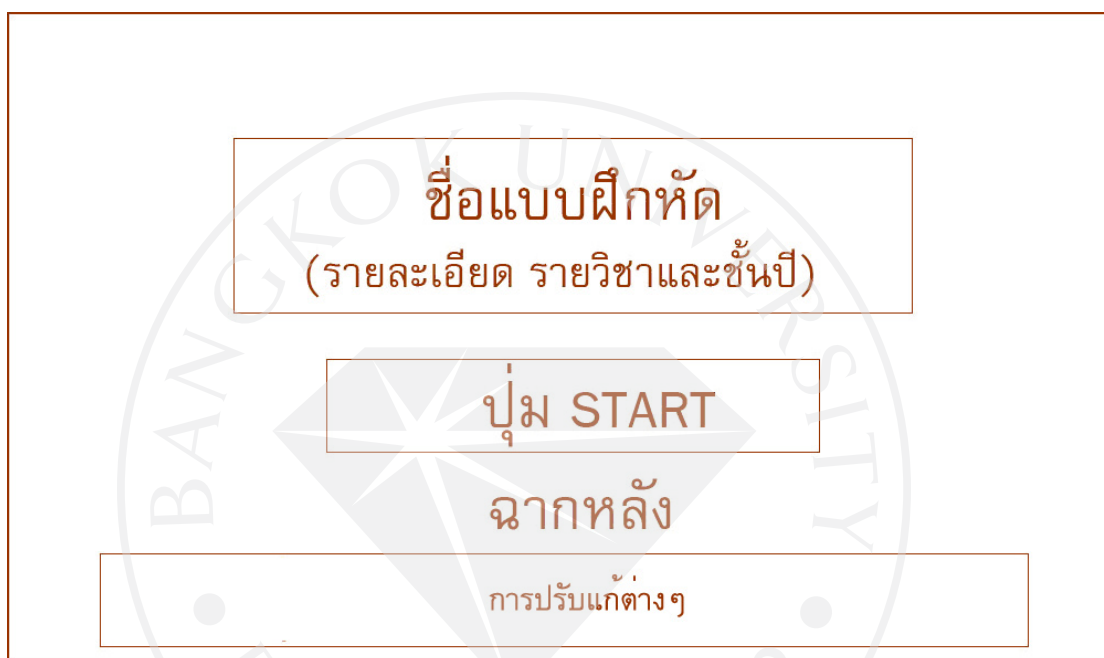 BANGKOK UNIVERSITY
ชื่อแบบฝึกหัด
(รายละเอียด รายวิชาและชั้นปี)
ปุ่ม START
ฉากหลัง
การปรับแก้ต่างๆ